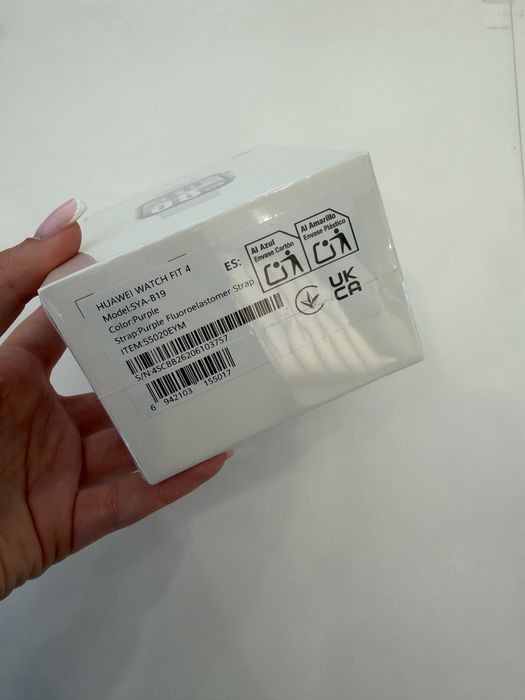 HUAWEI WATCH FIT 4
Model:SYA-B19
Color:Purple
Strap:Purple Fluoroelastomer Strap
ITEM:55020EYM
S/N:45CBB26206103757
6 942103 155017
ES:
Al Azul
Envase Cartón
Al Amarillo
Envase Plástico
UK
CA